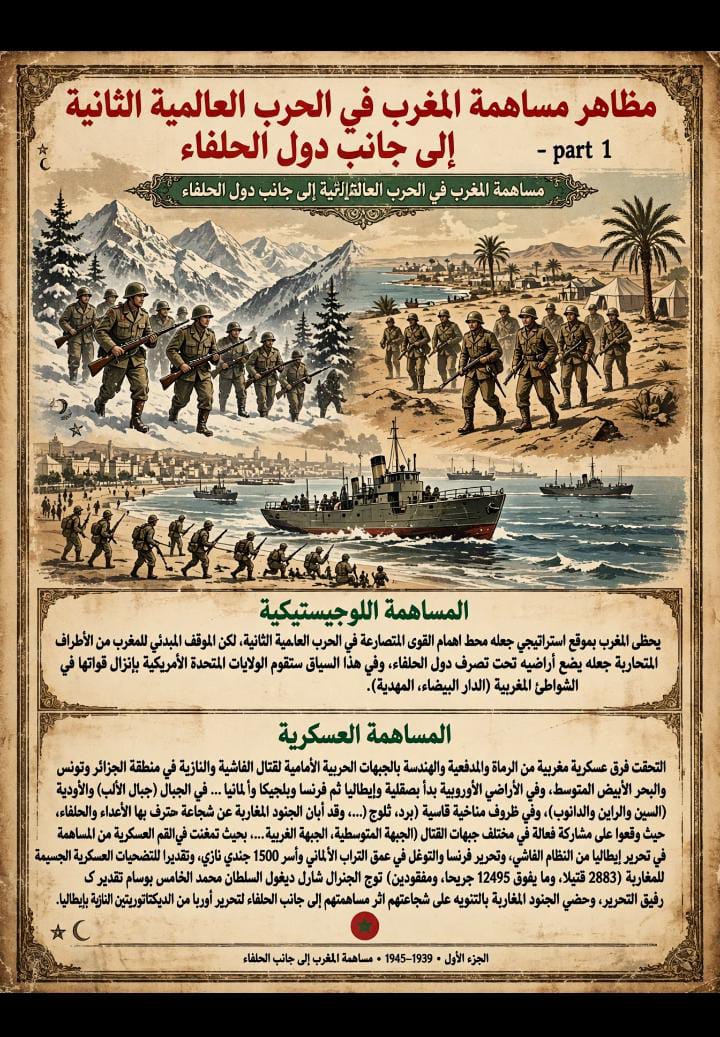 مظاهر مساهمة المغرب في الحرب العالمية الثانية
إلى جانب دول الحلفاء - part 1
مساهمة المغرب في الحرب إلى جانب دول الحلفاء
المساهمة اللوجيستيكية
يحظى المغرب بموقع استراتيجي جعله محط اهمام القوى المتصارعة في الحرب العالمية الثانية، لكن الموقف المبدئي للمغرب من الأطراف
المتحاربة جعله يضع أراضيه تحت تصرف دول الحلفاء، وفي هذا السياق ستقوم الولايات المتحدة الأمريكية بإنزال قواتها في
الشواطئ المغربية (الدار البيضاء، المهدية).
المساهمة العسكرية
التحقت فرق عسكرية مغربية من الرماة والمدفعية والهندسة بالجبهات الحربية الأمامية لقتال الفاشية والنازية في منطقة الجزائر وتونس
والبحر الأبيض المتوسط، وفي الأراضي الأوروبية بدأ بصقلية وإيطاليا ثم فرنسا وبلجيكا وألمانيا ... في الجبال (جبال الألب) والأودية
(السين والراين والدانوب)، وفي ظروف مناخية قاسية (برد، ثلوج (...، وقد أبان الجنود المغاربة عن شجاعة حترف بها الأعداء والحلفاء،
حيث وقعوا على مشاركة فعالة في مختلف جبهات القتال (الجبهة المتوسطية، الجبهة الغربية...، بحيث تمغنت في القم العسكرية من المساهمة
في تحرير إيطاليا من النظام الفاشي، وتحرير فرنسا والتوغل في عمق التراب الألماني وأسر 1500 جندي نازي، وتقديرا للتضحيات العسكرية الجسيمة
للمغاربة (2883 قتيلا، وما يفوق 12495 جريحا، ومفقودين) توج الجنرال شارل ديغول السلطان محمد الخامس بوسام تقدير ك
رفيق التحرير، وحضي الجنود المغاربة بالتنويه على شجاعتهم اثر مساهمتهم إلى جانب الحلفاء لتحرير أوربا من الديكتاتوريتين النازية بإيطاليا.
الجزء الأول • 1939–1945 • مساهمة المغرب إلى جانب الحلفاء